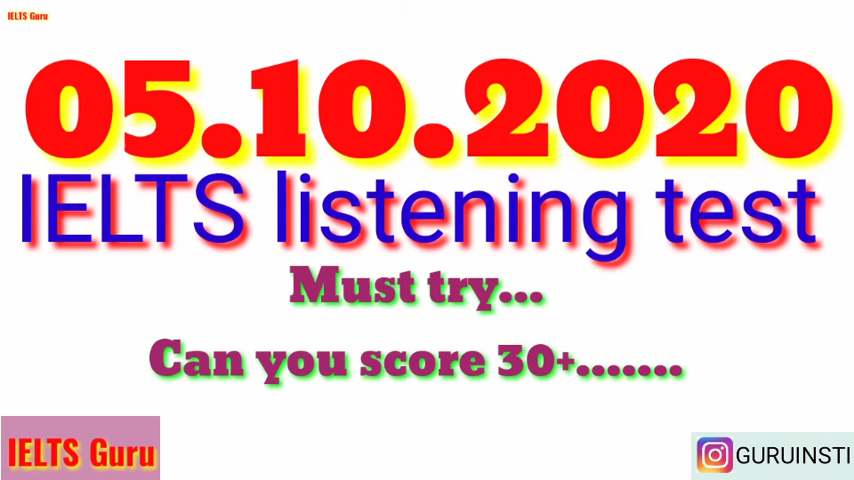 IELTS Guru
05.10.2020
IELTS listening test
Must try...
Can you score 30+.......
IELTS Guru
GURUINSTI